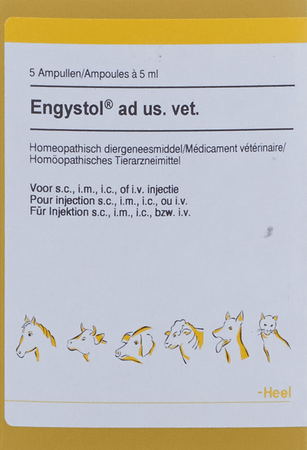 5 Ampullen/Ampoules à 5 ml
Engystol® ad us. vet.
Homeopathisch diergeneesmiddel/Médicament vétérinaire/
Homöopathisches Tierarzneimittel
Voor s.c., i.m., i.c., of i.v. injectie
Pour injection s.c., i.m., i.c., ou i.v.
Für Injektion s.c., i.m., i.c., bzw. i.v.
-Heel